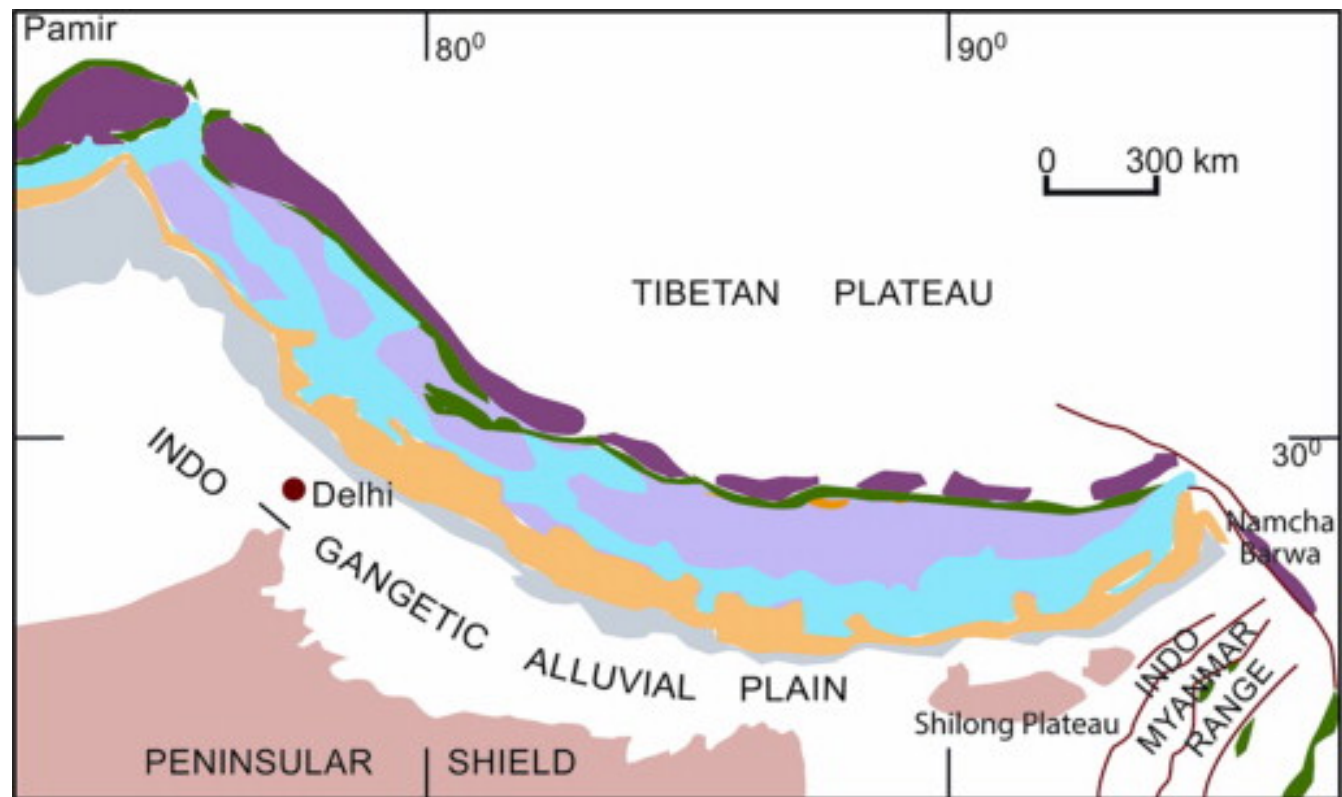 Pamir
80⁰
90⁰
0 300 km
TIBETAN PLATEAU
30⁰
INDO
Delhi
Namcha
Barwa
GANGETIC ALLUVIAL PLAIN
INDO
MYANMAR
RANGE
Shilong Plateau
PENINSULAR SHIELD